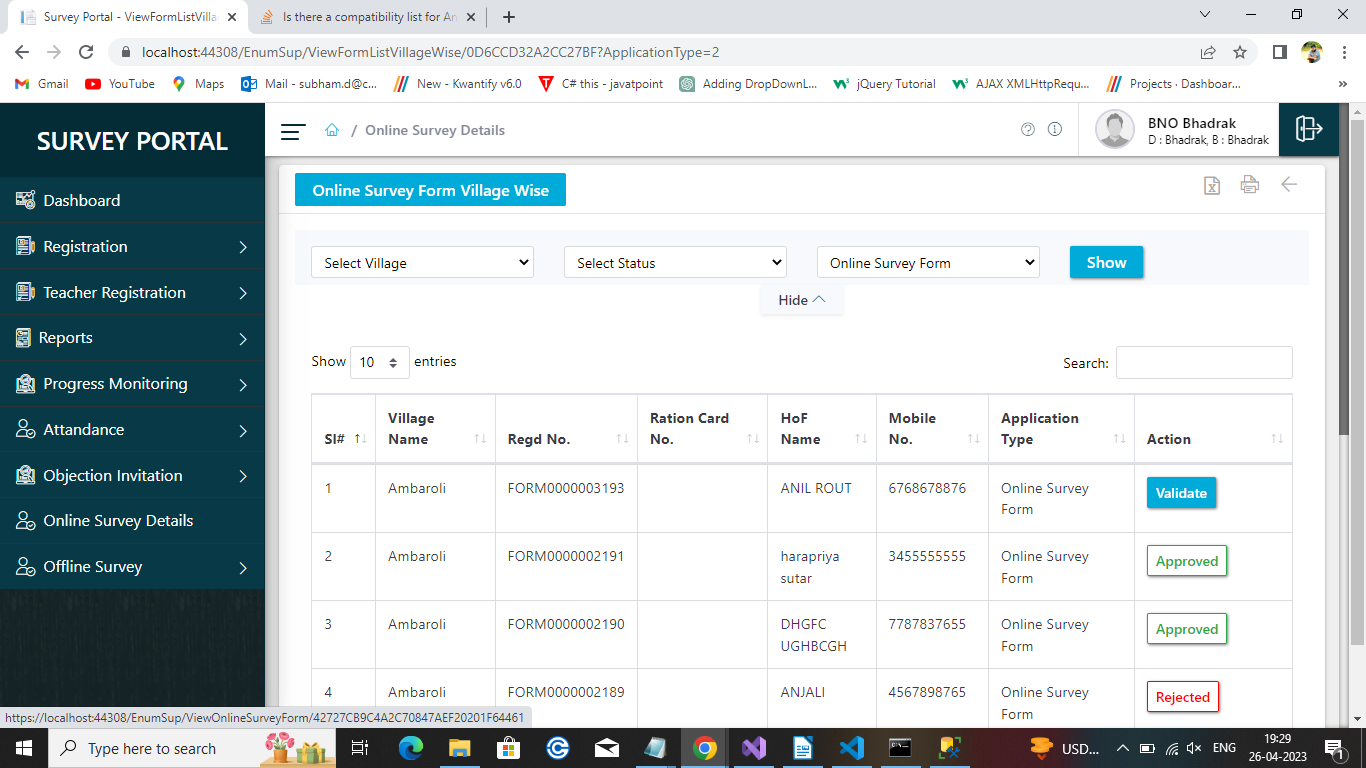 Survey Portal - ViewFormListVilla
Is there a compatibility list for An
localhost:44308/EnumSup/ViewFormListVillageWise/0D6CCD32A2CC27BF?ApplicationType=2
Gmail
YouTube
Maps
Mail - subham.d@c...
New - Kwantify v6.0
C# this - javatpoint
Adding DropDownL...
jQuery Tutorial
AJAX XMLHttpRequ...
Projects · Dashboar...
»
SURVEY PORTAL
Dashboard
Registration
Teacher Registration
Reports
Progress Monitoring
Attandance
Objection Invitation
Online Survey Details
Offline Survey
/ Online Survey Details
BNO Bhadrak
D : Bhadrak, B : Bhadrak
Online Survey Form Village Wise
Select Village
Select Status
Online Survey Form
Show
Hide
Show 10 entries
Search:
Sl# Village Name Regd No. Ration Card No. HoF Name Mobile No. Application Type Action
1 Ambaroli FORM0000003193 ANIL ROUT 6768678876 Online Survey Form Validate
2 Ambaroli FORM0000002191 harapriya sutar 3455555555 Online Survey Form Approved
3 Ambaroli FORM0000002190 DHGFC UGHBCGH 7787837655 Online Survey Form Approved
4 Ambaroli FORM0000002189 ANJALI 4567898765 Online Survey Form Rejected
https://localhost:44308/EnumSup/ViewOnlineSurveyForm/42727CB9C4A2C70847AEF20201F64461
Type here to search
USD...
ENG
19:29
26-04-2023
1